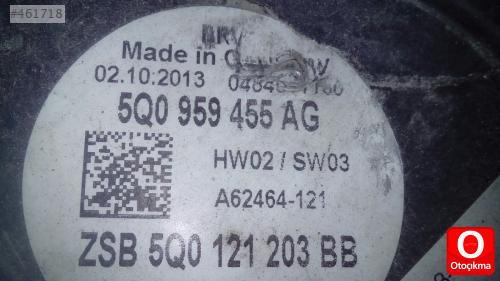 #461718
Made in
02.10.2013
5Q0 959 455 AG
HW02 / SW03
A62464-121
ZSB 5Q0 121 203 BB
O
Otoçıkma